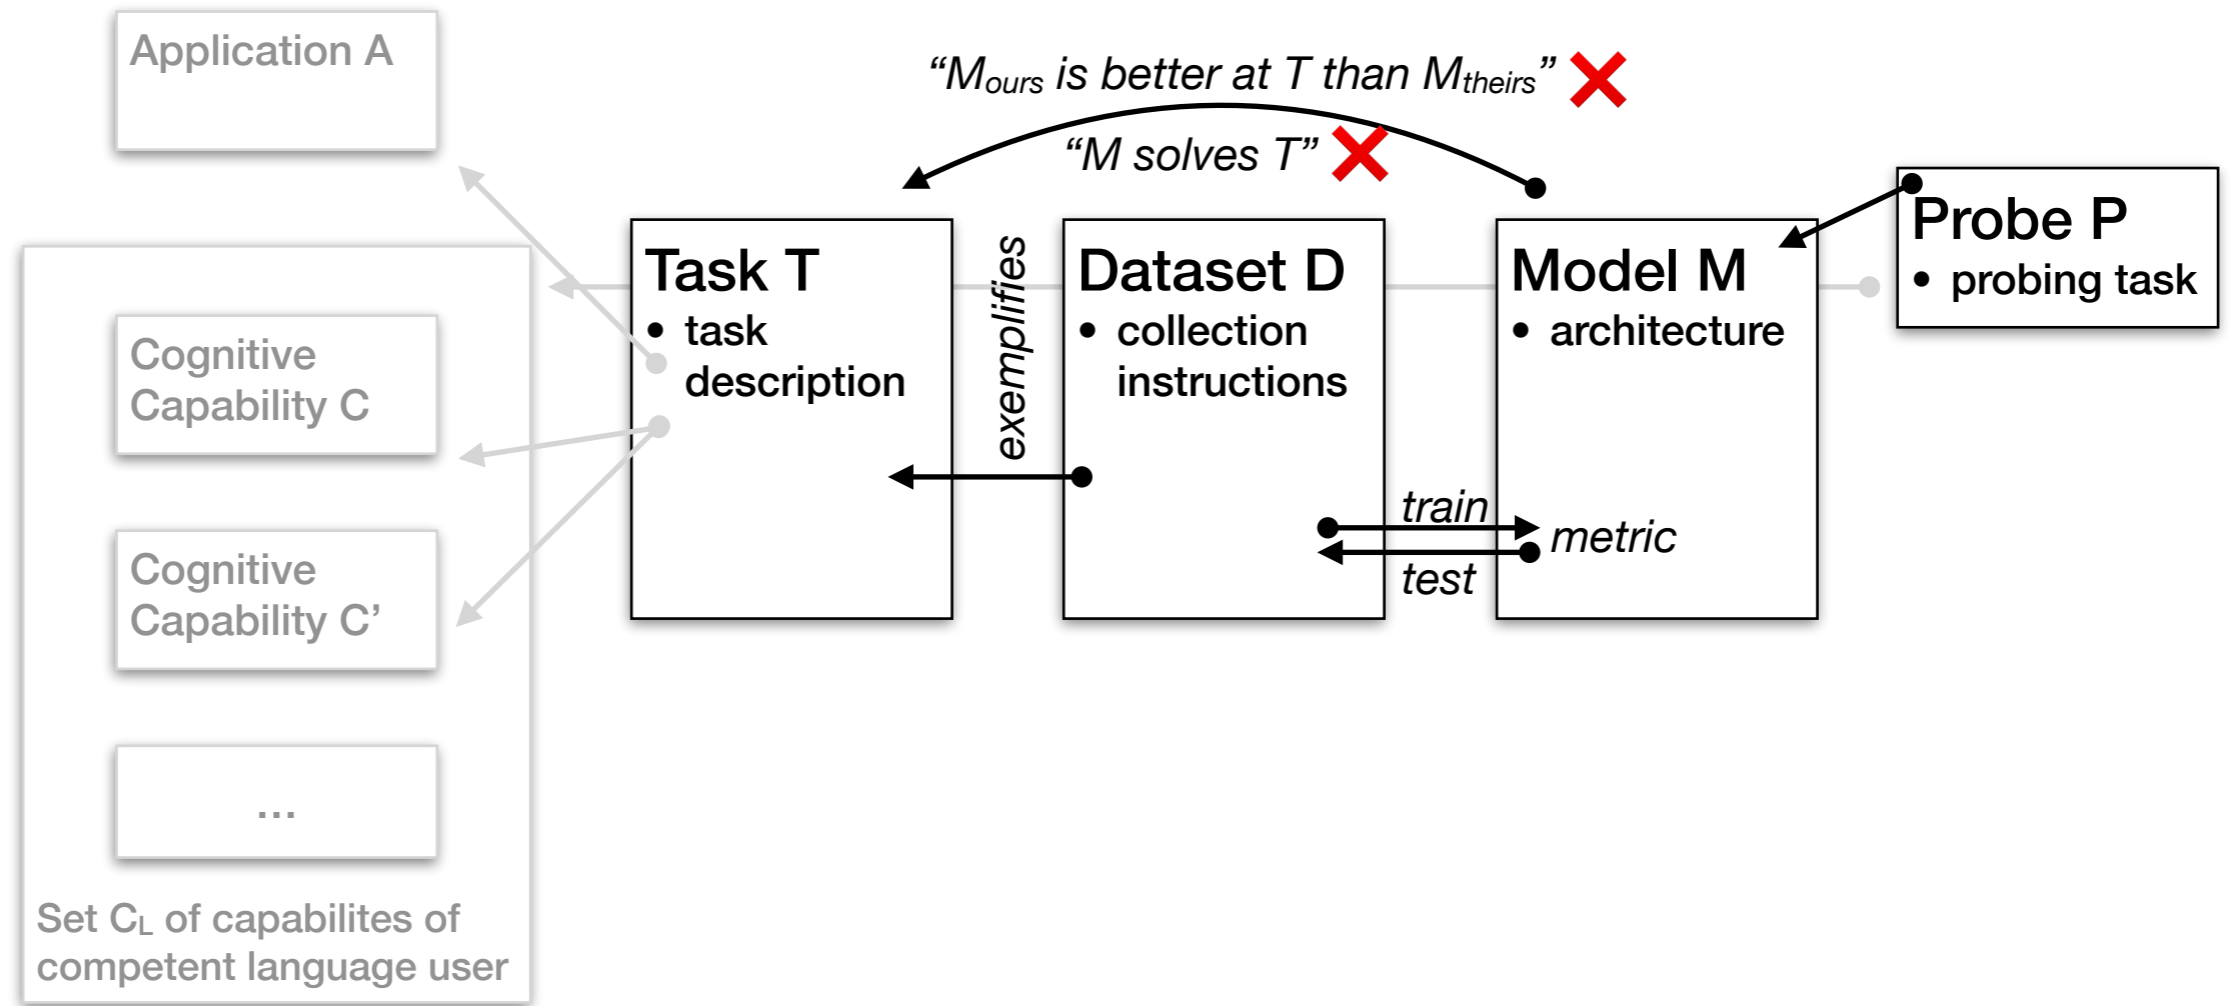 Application A
“Mours is better at T than Mtheirs”
“M solves T”
Task T
• task
description
exemplifies
Dataset D
• collection
instructions
Model M
• architecture
Probe P
• probing task
train
metric
test
Cognitive
Capability C
Cognitive
Capability C’
...
Set CL of capabilites of
competent language user